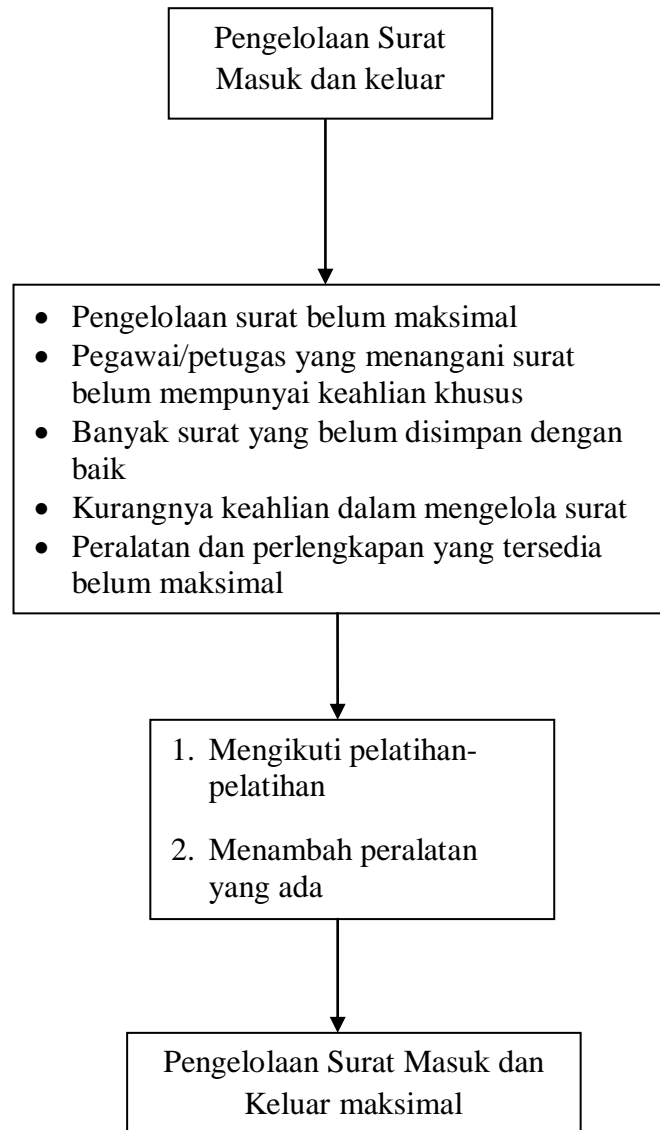 Pengelolaan Surat
Masuk dan keluar
• Pengelolaan surat belum maksimal
• Pegawai/petugas yang menangani surat
belum mempunyai keahlian khusus
• Banyak surat yang belum disimpan dengan
baik
• Kurangnya keahlian dalam mengelola surat
• Peralatan dan perlengkapan yang tersedia
belum maksimal
1. Mengikuti pelatihan-
pelatihan
2. Menambah peralatan
yang ada
Pengelolaan Surat Masuk dan
Keluar maksimal